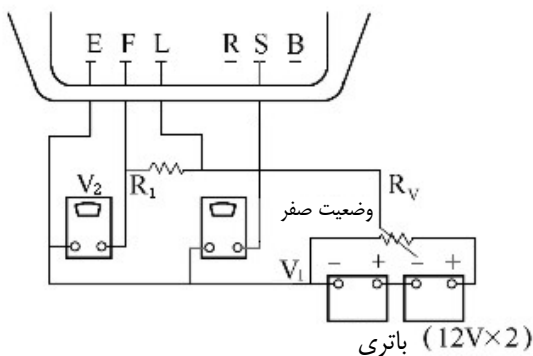 E F L R S B
V₂ R₁ R_V
وضعیت صفر
V₁ − + − +
باتری (12V×2)